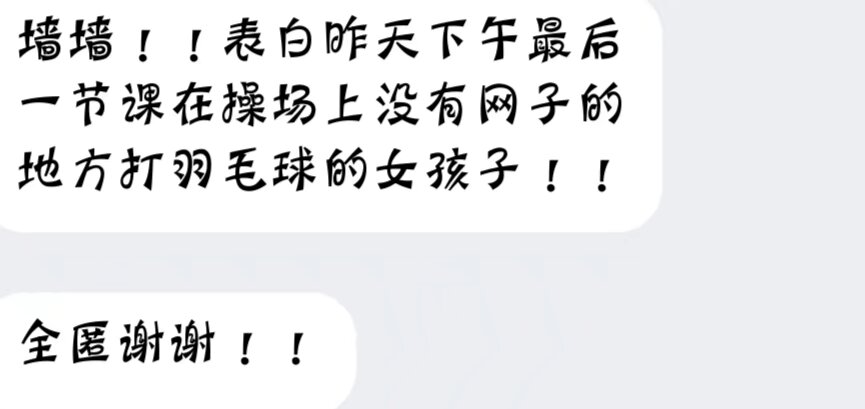 墙墙！！表白昨天下午最后
一节课在操场上没有网子的
地方打羽毛球的女孩子！！
全匿谢谢！！